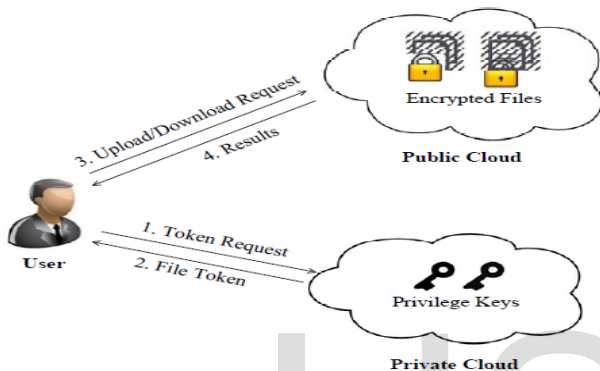 Encrypted Files
Public Cloud
3. Upload/Download Request
4. Results
User
1. Token Request
2. File Token
Privilege Keys
Private Cloud